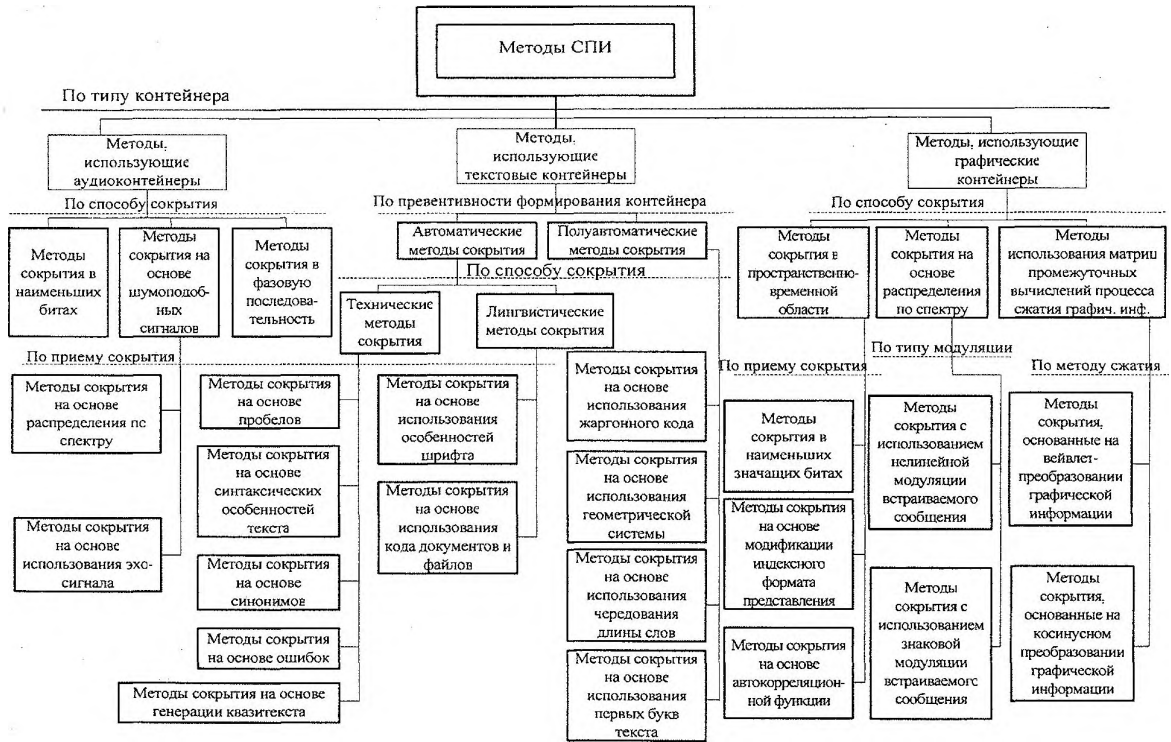 Методы СПИ
По типу контейнера
Методы,
использующие
аудиоконтейнеры
Методы,
использующие
текстовые контейнеры
Методы, использующие
графические
контейнеры
По способу сокрытия
По превентивности формирования контейнера
По способу сокрытия
Методы
сокрытия в
наименьших
битах
Методы
сокрытия на
основе
шумоподоб-
ных
сигналов
Методы
сокрытия в
фазовую
последова-
тельность
Автоматические
методы сокрытия
Полуавтоматические
методы сокрытия
Методы
сокрытия в
пространственно-
временной
области
Методы
сокрытия на
основе
распределения
по спектру
Методы
использования матриц
промежуточных
вычислений процесса
сжатия графич. инф.
По способу сокрытия
Технические
методы
сокрытия
Лингвистические
методы сокрытия
По приему сокрытия
По приему сокрытия
По типу модуляции
По методу сжатия
Методы сокрытия
на основе
распределения пс
спектру
Методы сокрытия
на основе
использования эхо-
сигнала
Методы сокрытия
на основе
пробелов
Методы сокрытия
на основе
синтаксических
особенностей
текста
Методы сокрытия
на основе
синонимов
Методы сокрытия
на основе ошибок
Методы сокрытия на основе
генерации квазитекста
Методы сокрытия
на основе
использования
особенностей
шрифта
Методы сокрытия
на основе
использования
кода документов и
файлов
Методы сокрытия
на основе
использования
жаргонного кода
Методы сокрытия
на основе
использования
геометрической
системы
Методы сокрытия
на основе
использования
чередования
длины слов
Методы сокрытия
на основе
использования
первых букв
текста
Методы
сокрытия в
наименьших
значащих битах
Методы сокрытия
на основе
модификации
индексного
формата
представления
Методы
сокрытия на
основе
автокорреляцион-
ной функции
Методы
сокрытия с
использованием
нелинейной
модуляции
встраиваемого
сообщения
Методы
сокрытия с
использованием
знаковой
модуляции
встраиваемогс
сообщения
Методы
сокрытия,
основанные на
вейвлет-
преобразовании
графической
информации
Методы
сокрытия,
основанные на
косинусном
преобразовании
графической
информации